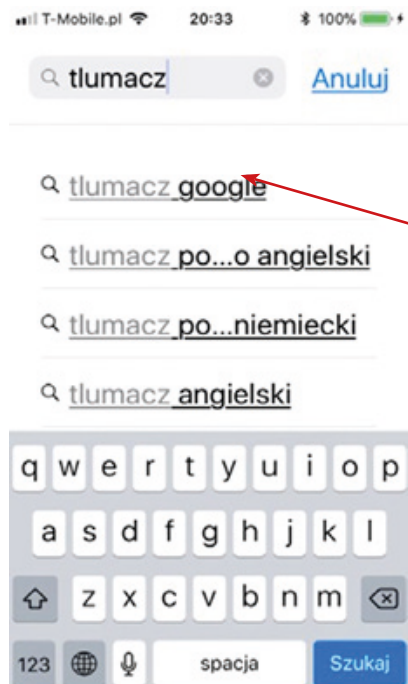 T-Mobile.pl 20:33 100%
tlumacz Anuluj
tlumacz google
tlumacz po...o angielski
tlumacz po...niemiecki
tlumacz angielski
q w e r t y u i o p
a s d f g h j k l
z x c v b n m
123 spacja Szukaj